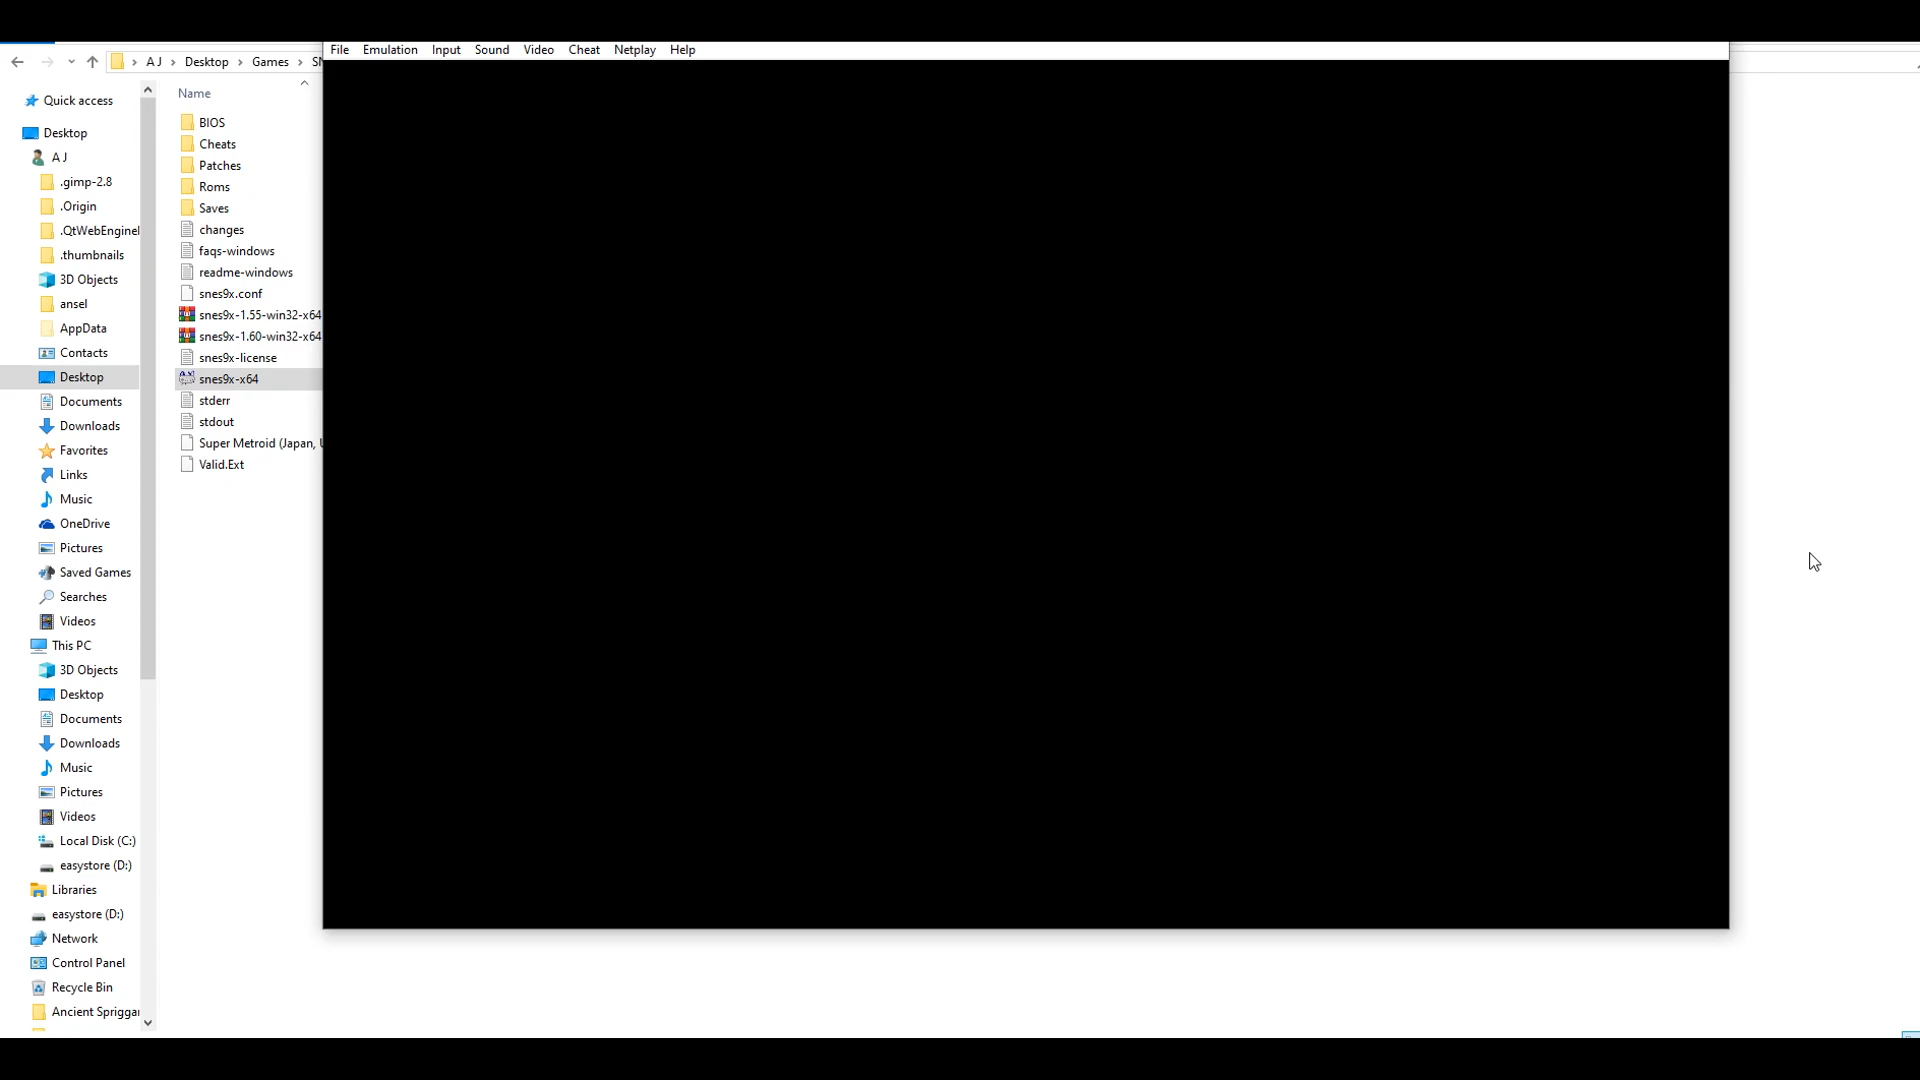 File Emulation Input Sound Video Cheat Netplay Help
A J Desktop Games
Name
Quick access
Desktop
A J
.gimp-2.8
.Origin
.QtWebEngine
.thumbnails
3D Objects
ansel
AppData
Contacts
Desktop
Documents
Downloads
Favorites
Links
Music
OneDrive
Pictures
Saved Games
Searches
Videos
This PC
3D Objects
Desktop
Documents
Downloads
Music
Pictures
Videos
Local Disk (C:)
easystore (D:)
Libraries
easystore (D:)
Network
Control Panel
Recycle Bin
Ancient Sprigga
BIOS
Cheats
Patches
Roms
Saves
changes
faqs-windows
readme-windows
snes9x.conf
snes9x-1.55-win32-x64
snes9x-1.60-win32-x64
snes9x-license
snes9x-x64
stderr
stdout
Super Metroid (Japan,
Valid.Ext